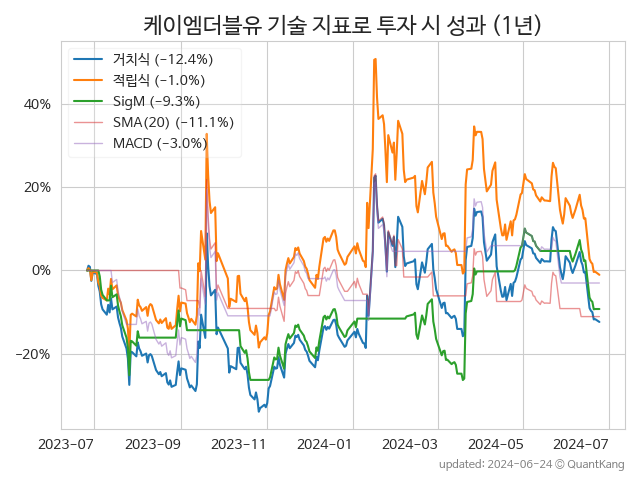 케이엠더블유 기술 지표로 투자 시 성과 (1년)
거치식 (−12.4%)
적립식 (−1.0%)
SigM (−9.3%)
SMA(20) (−11.1%)
MACD (−3.0%)
40%
20%
0%
−20%
2023-07 2023-09 2023-11 2024-01 2024-03 2024-05 2024-07
updated: 2024-06-24 © QuantKang